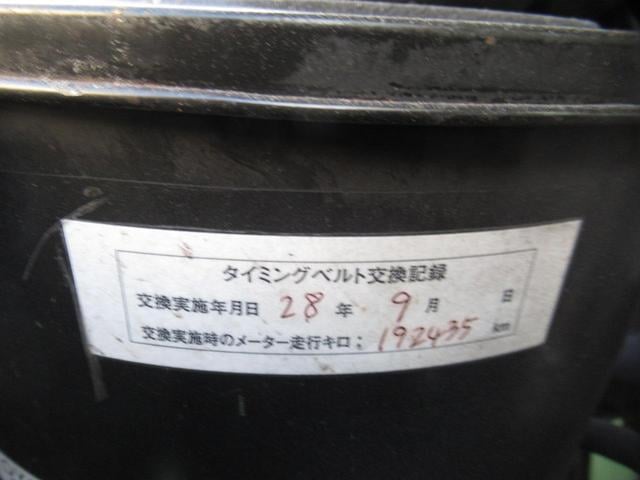 タイミングベルト交換記録
交換実施年月日 28年 9月 日
交換実施時のメーター走行キロ; 192435 km